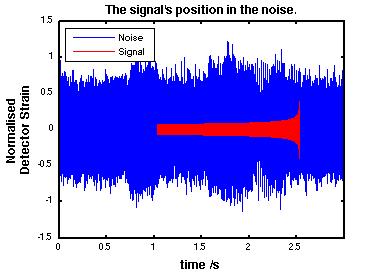 The signal's position in the noise.
1.5
Noise
Signal
1
0.5
0
-0.5
-1
-1.5
Normalised
Detector Strain
0 0.5 1 1.5 2 2.5
time /s